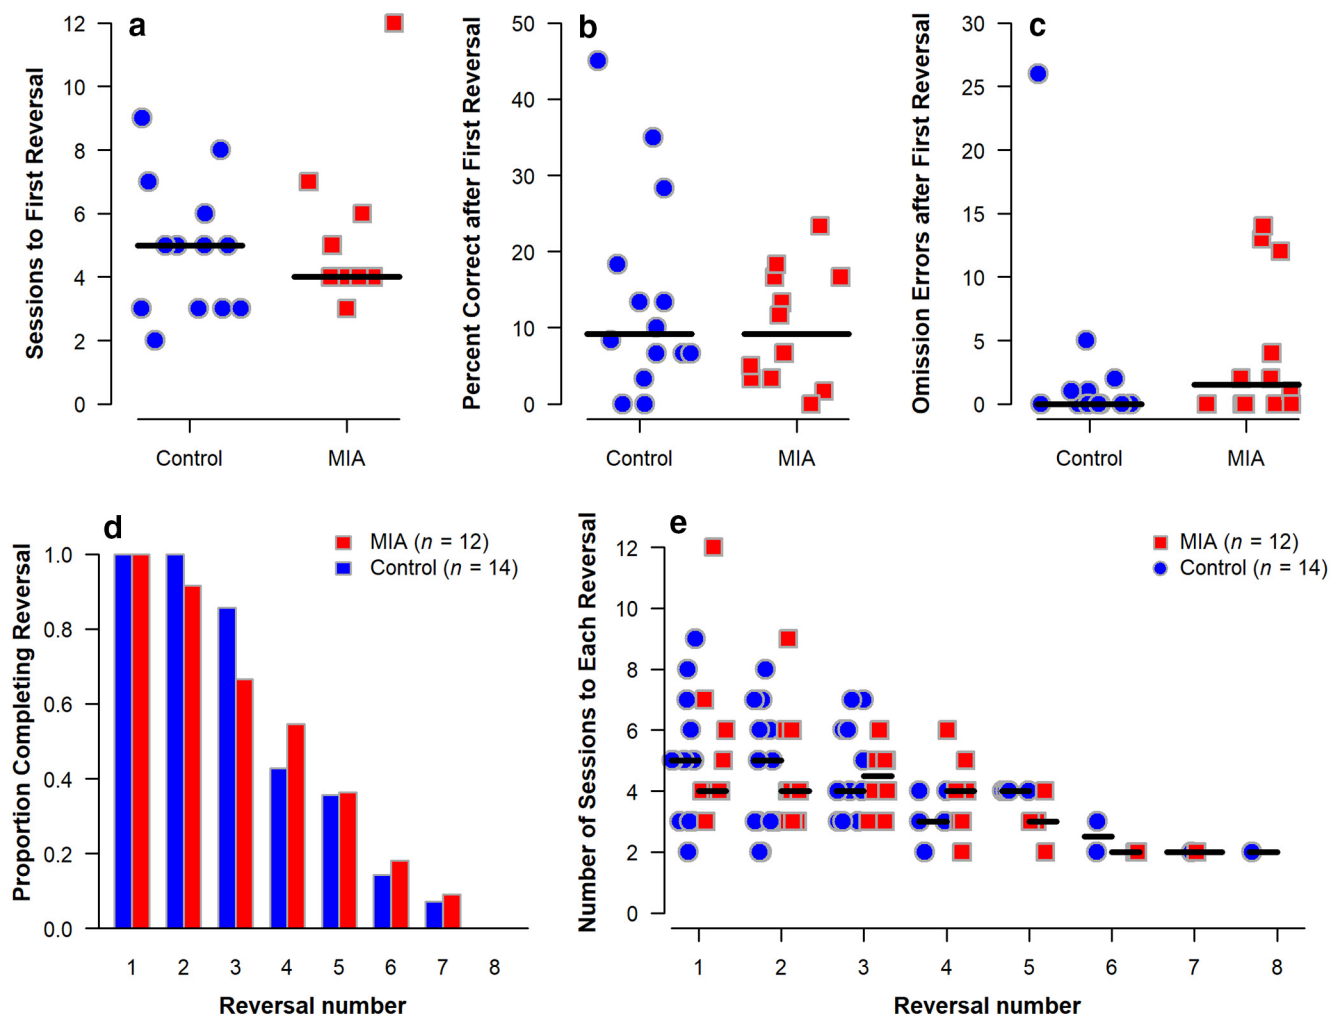 a
Sessions to First Reversal
12
10
8
6
4
2
0
Control MIA
b
Percent Correct after First Reversal
50
40
30
20
10
0
Control MIA
c
Omission Errors after First Reversal
30
25
20
15
10
5
0
Control MIA
d
Proportion Completing Reversal
MIA (n = 12)
Control (n = 14)
1.0
0.8
0.6
0.4
0.2
0.0
1 2 3 4 5 6 7 8
Reversal number
e
Number of Sessions to Each Reversal
MIA (n = 12)
Control (n = 14)
12
10
8
6
4
2
0
1 2 3 4 5 6 7 8
Reversal number